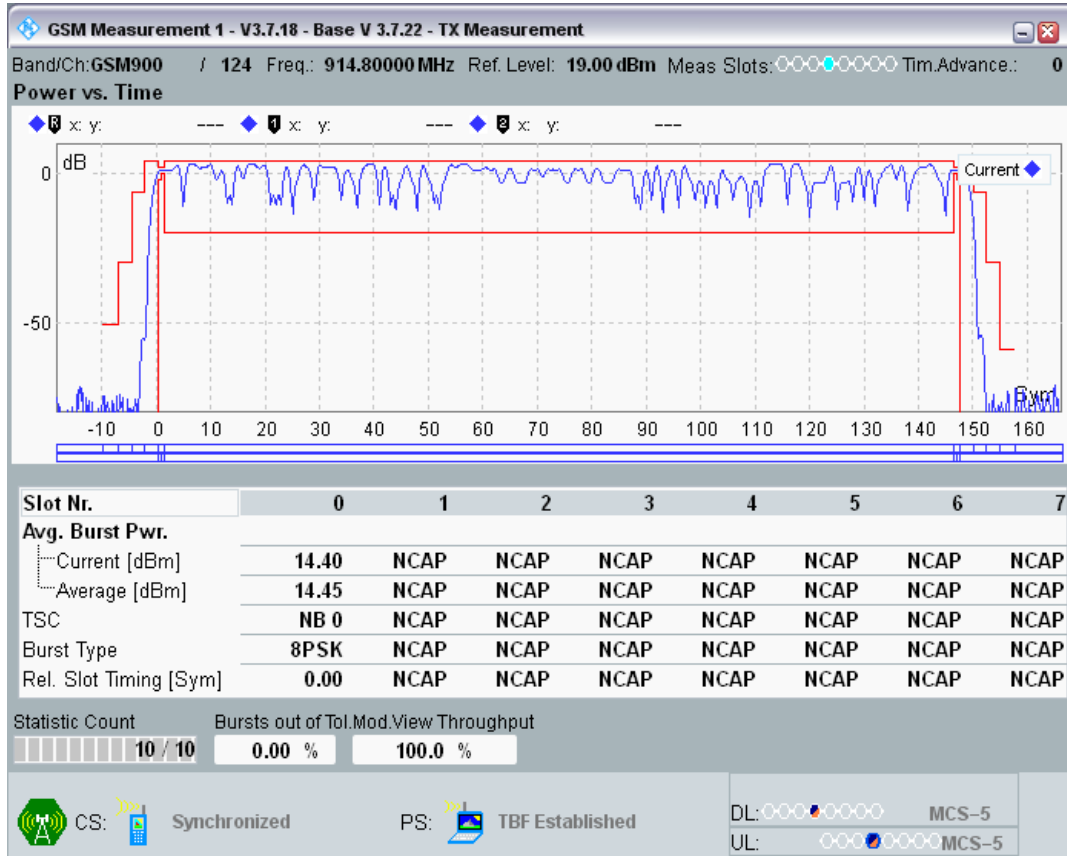 GSM Measurement 1 - V3.7.18 - Base V 3.7.22 - TX Measurement
Band/Ch:GSM900 / 124 Freq.: 914.80000 MHz Ref. Level: 19.00 dBm Meas Slots: Tim.Advance.: 0
Power vs. Time
R x: y: --- 1 x: y: --- 2 x: y: ---
dB
Current
0
-50
Sym
-10 0 10 20 30 40 50 60 70 80 90 100 110 120 130 140 150 160
Slot Nr. 0 1 2 3 4 5 6 7
Avg. Burst Pwr.
Current [dBm] 14.40 NCAP NCAP NCAP NCAP NCAP NCAP NCAP
Average [dBm] 14.45 NCAP NCAP NCAP NCAP NCAP NCAP NCAP
TSC NB 0 NCAP NCAP NCAP NCAP NCAP NCAP NCAP
Burst Type 8PSK NCAP NCAP NCAP NCAP NCAP NCAP NCAP
Rel. Slot Timing [Sym] 0.00 NCAP NCAP NCAP NCAP NCAP NCAP NCAP
Statistic Count Bursts out of Tol. Mod.View Throughput
10 / 10 0.00 % 100.0 %
CS: Synchronized PS: TBF Established
DL: MCS-5
UL: MCS-5